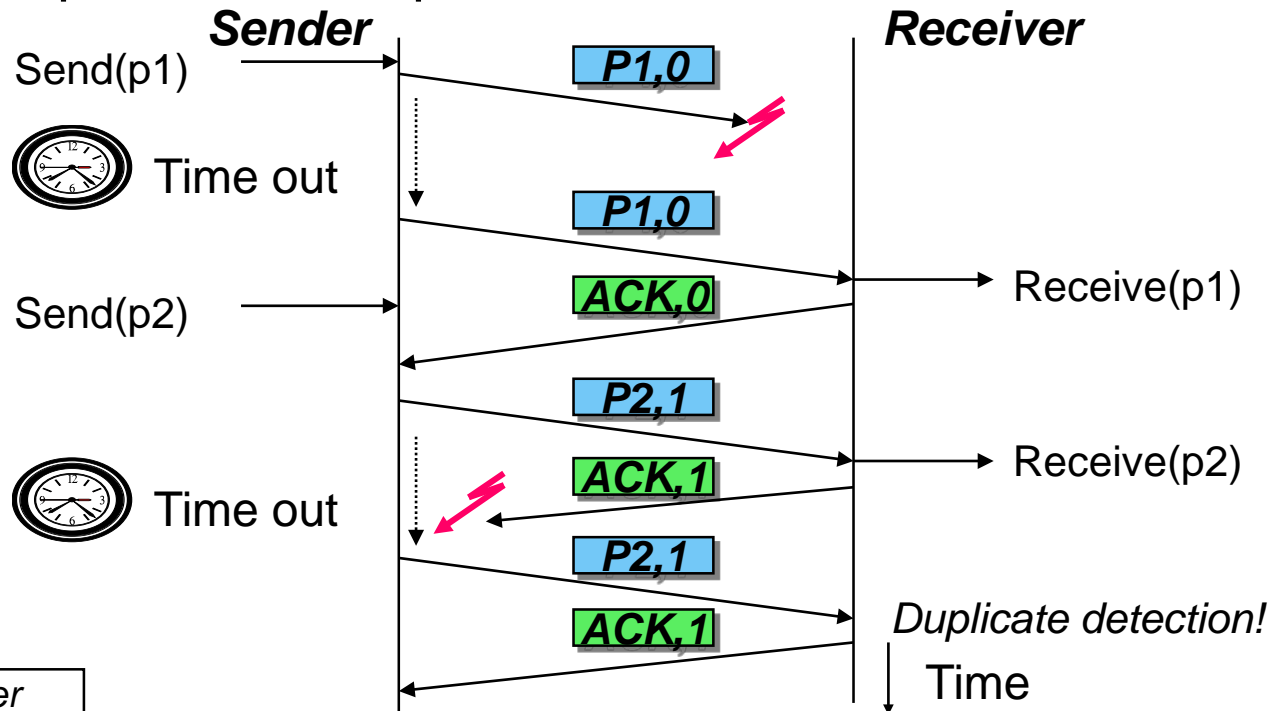 Sender
Receiver
Send(p1)
P1,0
Time out
P1,0
Receive(p1)
ACK,0
Send(p2)
P2,1
Receive(p2)
ACK,1
Time out
P2,1
Duplicate detection!
ACK,1
Time